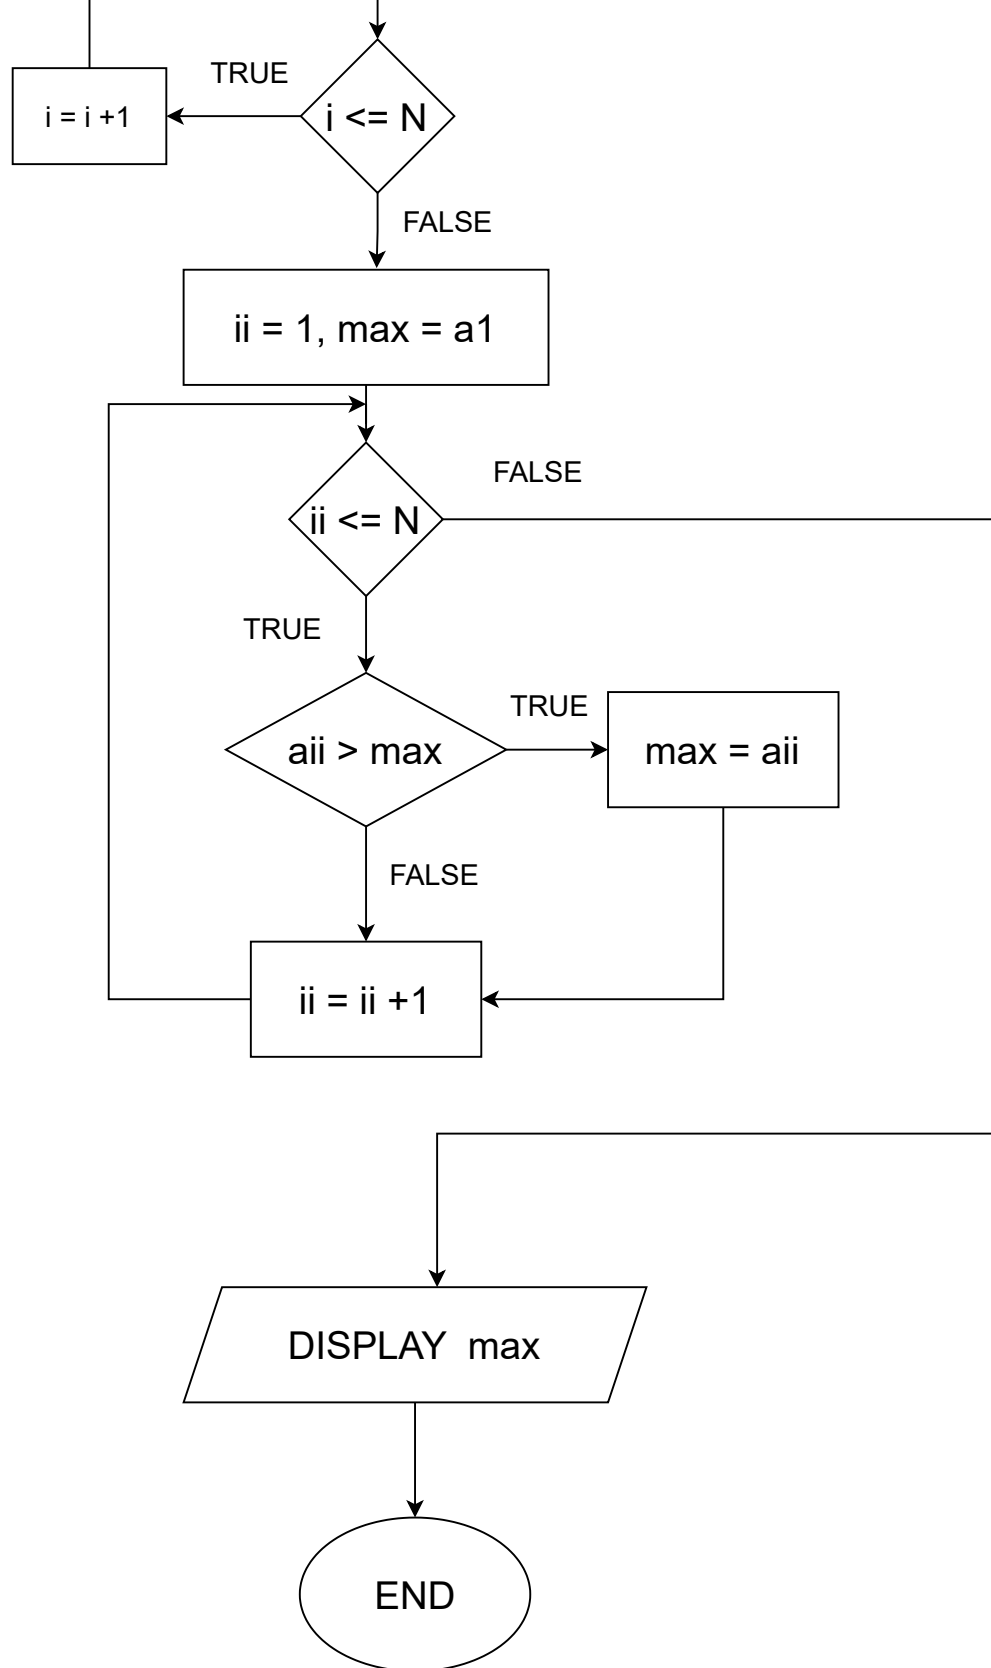 TRUE
i = i +1
i <= N
FALSE
ii = 1, max = a1
FALSE
ii <= N
TRUE
TRUE
aii > max
max = aii
FALSE
ii = ii +1
DISPLAY  max
END